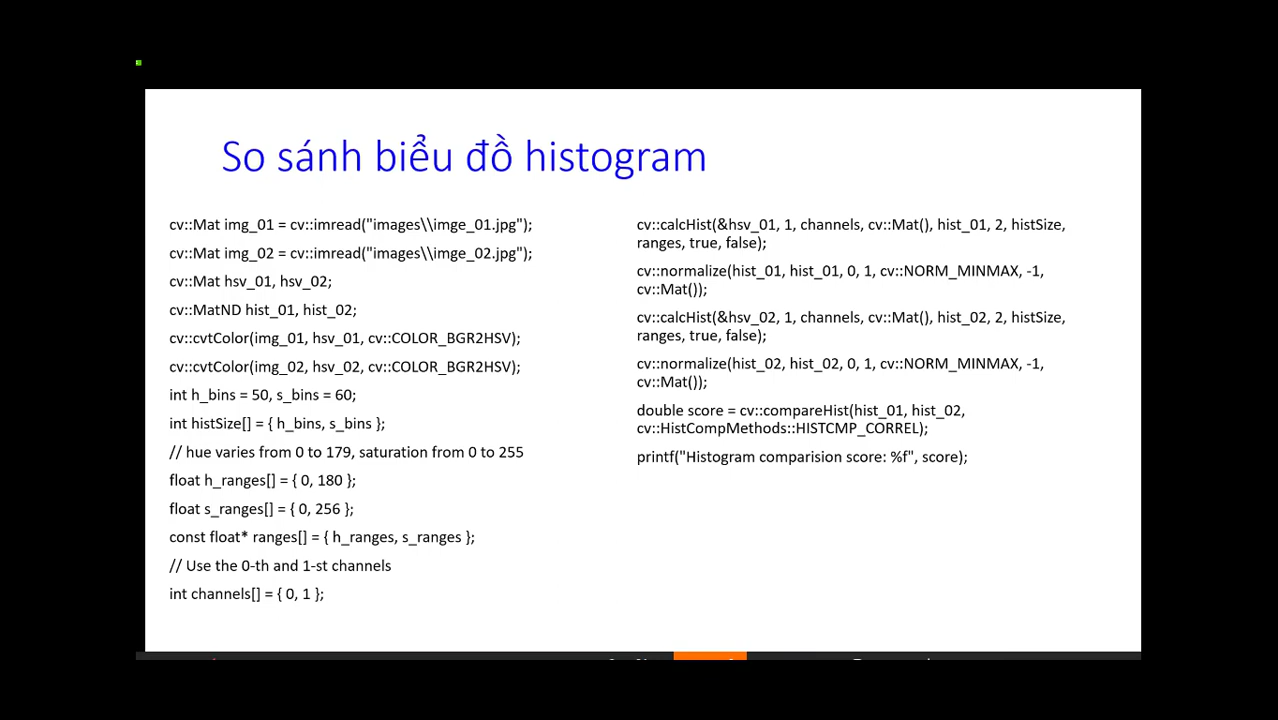 So sánh biểu đồ histogram
cv::Mat img_01 = cv::imread("images\\imge_01.jpg");
cv::Mat img_02 = cv::imread("images\\imge_02.jpg");
cv::Mat hsv_01, hsv_02;
cv::MatND hist_01, hist_02;
cv::cvtColor(img_01, hsv_01, cv::COLOR_BGR2HSV);
cv::cvtColor(img_02, hsv_02, cv::COLOR_BGR2HSV);
int h_bins = 50, s_bins = 60;
int histSize[] = { h_bins, s_bins };
// hue varies from 0 to 179, saturation from 0 to 255
float h_ranges[] = { 0, 180 };
float s_ranges[] = { 0, 256 };
const float* ranges[] = { h_ranges, s_ranges };
// Use the 0-th and 1-st channels
int channels[] = { 0, 1 };
cv::calcHist(&hsv_01, 1, channels, cv::Mat(), hist_01, 2, histSize,
ranges, true, false);
cv::normalize(hist_01, hist_01, 0, 1, cv::NORM_MINMAX, -1,
cv::Mat());
cv::calcHist(&hsv_02, 1, channels, cv::Mat(), hist_02, 2, histSize,
ranges, true, false);
cv::normalize(hist_02, hist_02, 0, 1, cv::NORM_MINMAX, -1,
cv::Mat());
double score = cv::compareHist(hist_01, hist_02,
cv::HistCompMethods::HISTCMP_CORREL);
printf("Histogram comparision score: %f", score);